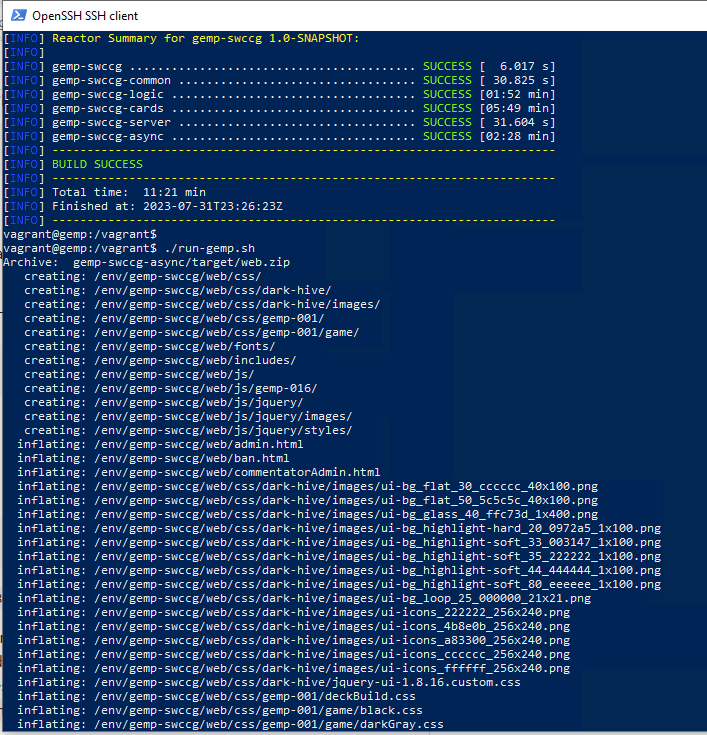 OpenSSH SSH client
[INFO] Reactor Summary for gemp-swccg 1.0-SNAPSHOT:
[INFO]
[INFO] gemp-swccg ....................................... SUCCESS [  6.017 s]
[INFO] gemp-swccg-common ................................ SUCCESS [ 30.825 s]
[INFO] gemp-swccg-logic ................................. SUCCESS [01:52 min]
[INFO] gemp-swccg-cards ................................. SUCCESS [05:49 min]
[INFO] gemp-swccg-server ................................ SUCCESS [ 31.604 s]
[INFO] gemp-swccg-async ................................. SUCCESS [02:28 min]
[INFO] ------------------------------------------------------------------------
[INFO] BUILD SUCCESS
[INFO] ------------------------------------------------------------------------
[INFO] Total time:  11:21 min
[INFO] Finished at: 2023-07-31T23:26:23Z
[INFO] ------------------------------------------------------------------------
vagrant@gemp:/vagrant$
vagrant@gemp:/vagrant$ ./run-gemp.sh
Archive:  gemp-swccg-async/target/web.zip
   creating: /env/gemp-swccg/web/css/
   creating: /env/gemp-swccg/web/css/dark-hive/
   creating: /env/gemp-swccg/web/css/dark-hive/images/
   creating: /env/gemp-swccg/web/css/gemp-001/
   creating: /env/gemp-swccg/web/css/gemp-001/game/
   creating: /env/gemp-swccg/web/fonts/
   creating: /env/gemp-swccg/web/includes/
   creating: /env/gemp-swccg/web/js/
   creating: /env/gemp-swccg/web/js/gemp-016/
   creating: /env/gemp-swccg/web/js/jquery/
   creating: /env/gemp-swccg/web/js/jquery/images/
   creating: /env/gemp-swccg/web/js/jquery/styles/
  inflating: /env/gemp-swccg/web/admin.html
  inflating: /env/gemp-swccg/web/ban.html
  inflating: /env/gemp-swccg/web/commentatorAdmin.html
  inflating: /env/gemp-swccg/web/css/dark-hive/images/ui-bg_flat_30_cccccc_40x100.png
  inflating: /env/gemp-swccg/web/css/dark-hive/images/ui-bg_flat_50_5c5c5c_40x100.png
  inflating: /env/gemp-swccg/web/css/dark-hive/images/ui-bg_glass_40_ffc73d_1x400.png
  inflating: /env/gemp-swccg/web/css/dark-hive/images/ui-bg_highlight-hard_20_0972a5_1x100.png
  inflating: /env/gemp-swccg/web/css/dark-hive/images/ui-bg_highlight-soft_33_003147_1x100.png
  inflating: /env/gemp-swccg/web/css/dark-hive/images/ui-bg_highlight-soft_35_222222_1x100.png
  inflating: /env/gemp-swccg/web/css/dark-hive/images/ui-bg_highlight-soft_44_444444_1x100.png
  inflating: /env/gemp-swccg/web/css/dark-hive/images/ui-bg_highlight-soft_80_eeeeee_1x100.png
  inflating: /env/gemp-swccg/web/css/dark-hive/images/ui-bg_loop_25_000000_21x21.png
  inflating: /env/gemp-swccg/web/css/dark-hive/images/ui-icons_222222_256x240.png
  inflating: /env/gemp-swccg/web/css/dark-hive/images/ui-icons_4b8e0b_256x240.png
  inflating: /env/gemp-swccg/web/css/dark-hive/images/ui-icons_a83300_256x240.png
  inflating: /env/gemp-swccg/web/css/dark-hive/images/ui-icons_cccccc_256x240.png
  inflating: /env/gemp-swccg/web/css/dark-hive/images/ui-icons_ffffff_256x240.png
  inflating: /env/gemp-swccg/web/css/dark-hive/jquery-ui-1.8.16.custom.css
  inflating: /env/gemp-swccg/web/css/gemp-001/deckBuild.css
  inflating: /env/gemp-swccg/web/css/gemp-001/game/black.css
  inflating: /env/gemp-swccg/web/css/gemp-001/game/darkGray.css